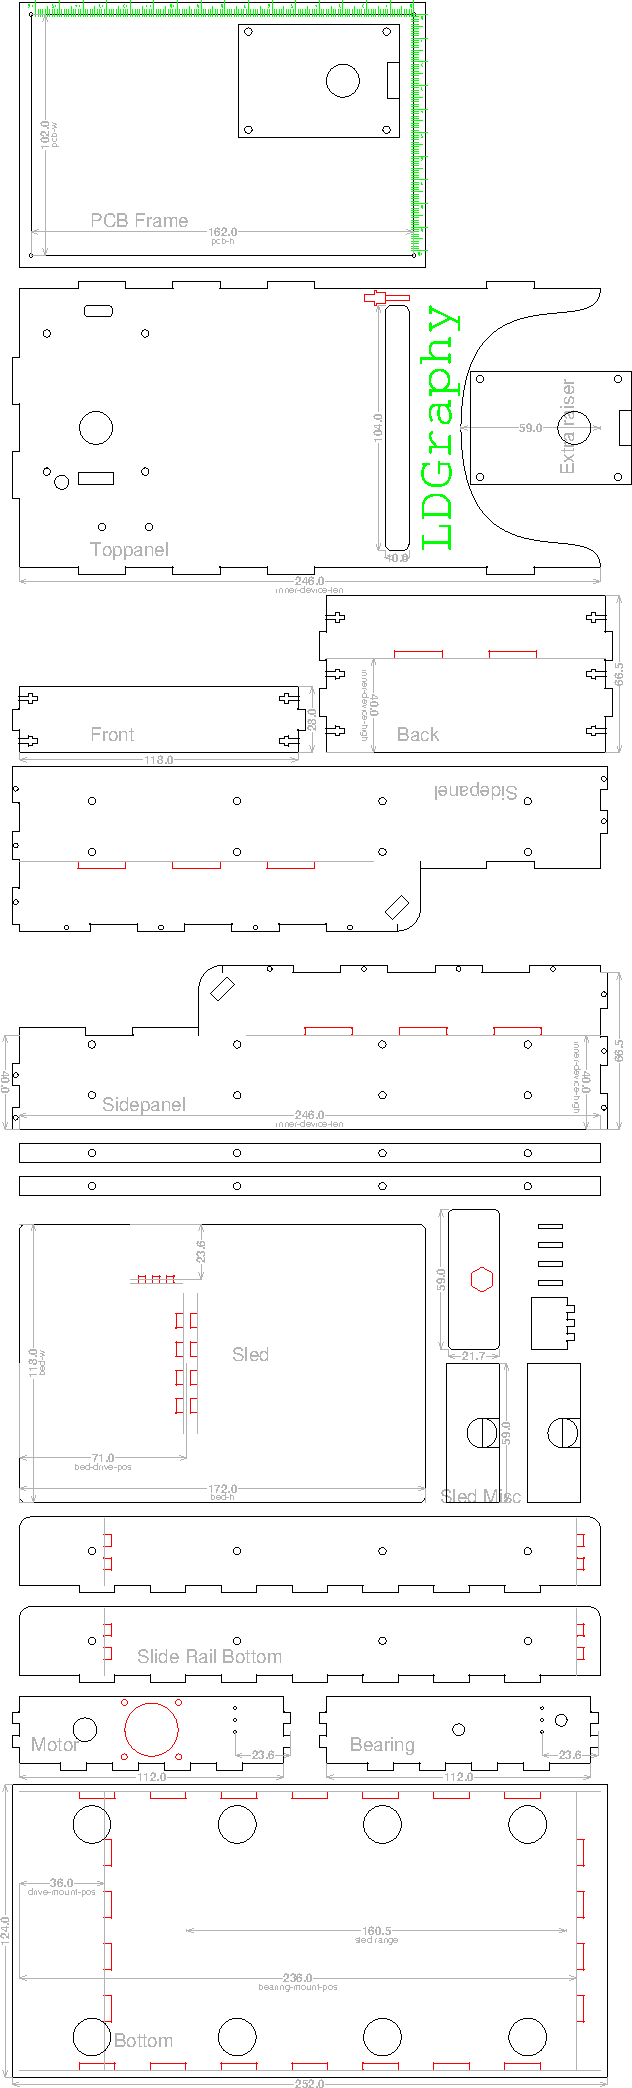 102.0
pcb-w
PCB Frame
162.0
pcb-h
LDGraphy
104.0
10.0
Extra raiser
59.0
Toppanel
246.0
inner-device-len
66.5
40.0
inner-device-high
Front
28.0
Back
118.0
Sidepanel
40.0
66.5
40.0
inner-device-high
Sidepanel
246.0
inner-device-len
23.6
59.0
21.7
118.0
bed-w
Sled
59.0
71.0
bed-drive-pos
172.0
bed-h
Sled Misc
Slide Rail Bottom
Motor
23.6
112.0
Bearing
23.6
112.0
124.0
36.0
drive-mount-pos
160.5
sled range
236.0
bearing-mount-pos
Bottom
252.0